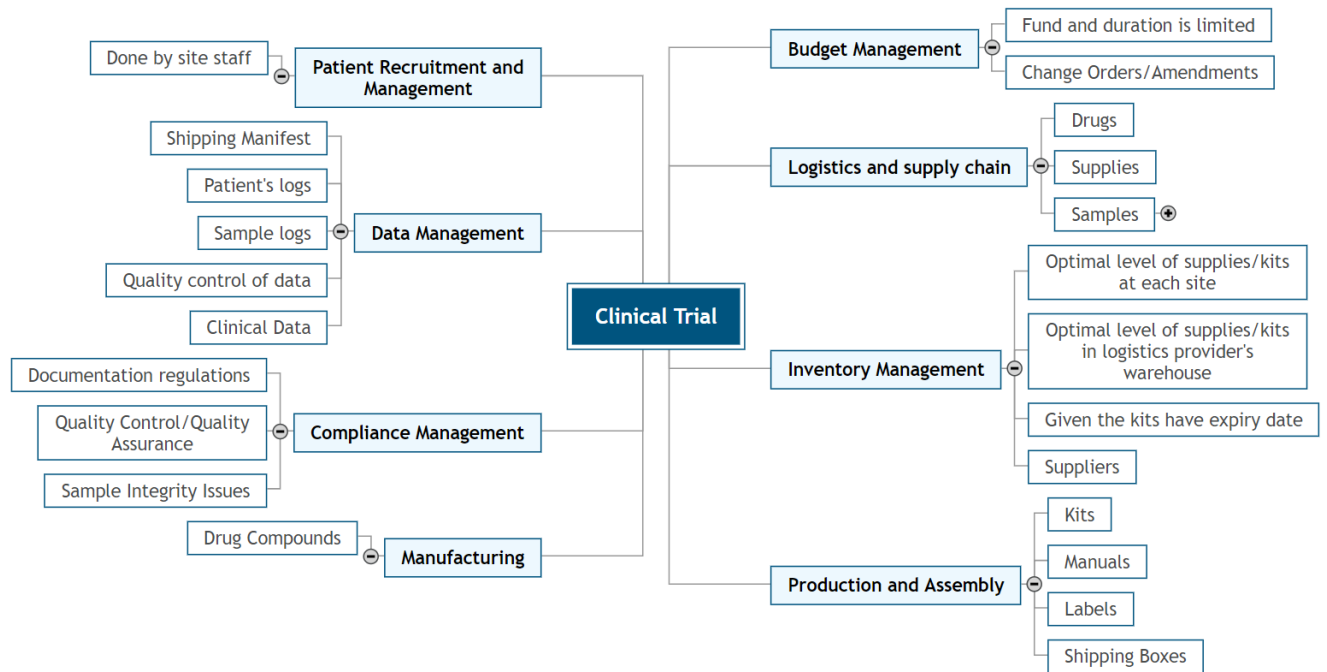 Clinical Trial
Patient Recruitment and
Management
Done by site staff
Data Management
Shipping Manifest
Patient's logs
Sample logs
Quality control of data
Clinical Data
Compliance Management
Documentation regulations
Quality Control/Quality
Assurance
Sample Integrity Issues
Manufacturing
Drug Compounds
Budget Management
Fund and duration is limited
Change Orders/Amendments
Logistics and supply chain
Drugs
Supplies
Samples
Inventory Management
Optimal level of supplies/kits
at each site
Optimal level of supplies/kits
in logistics provider's
warehouse
Given the kits have expiry date
Suppliers
Production and Assembly
Kits
Manuals
Labels
Shipping Boxes